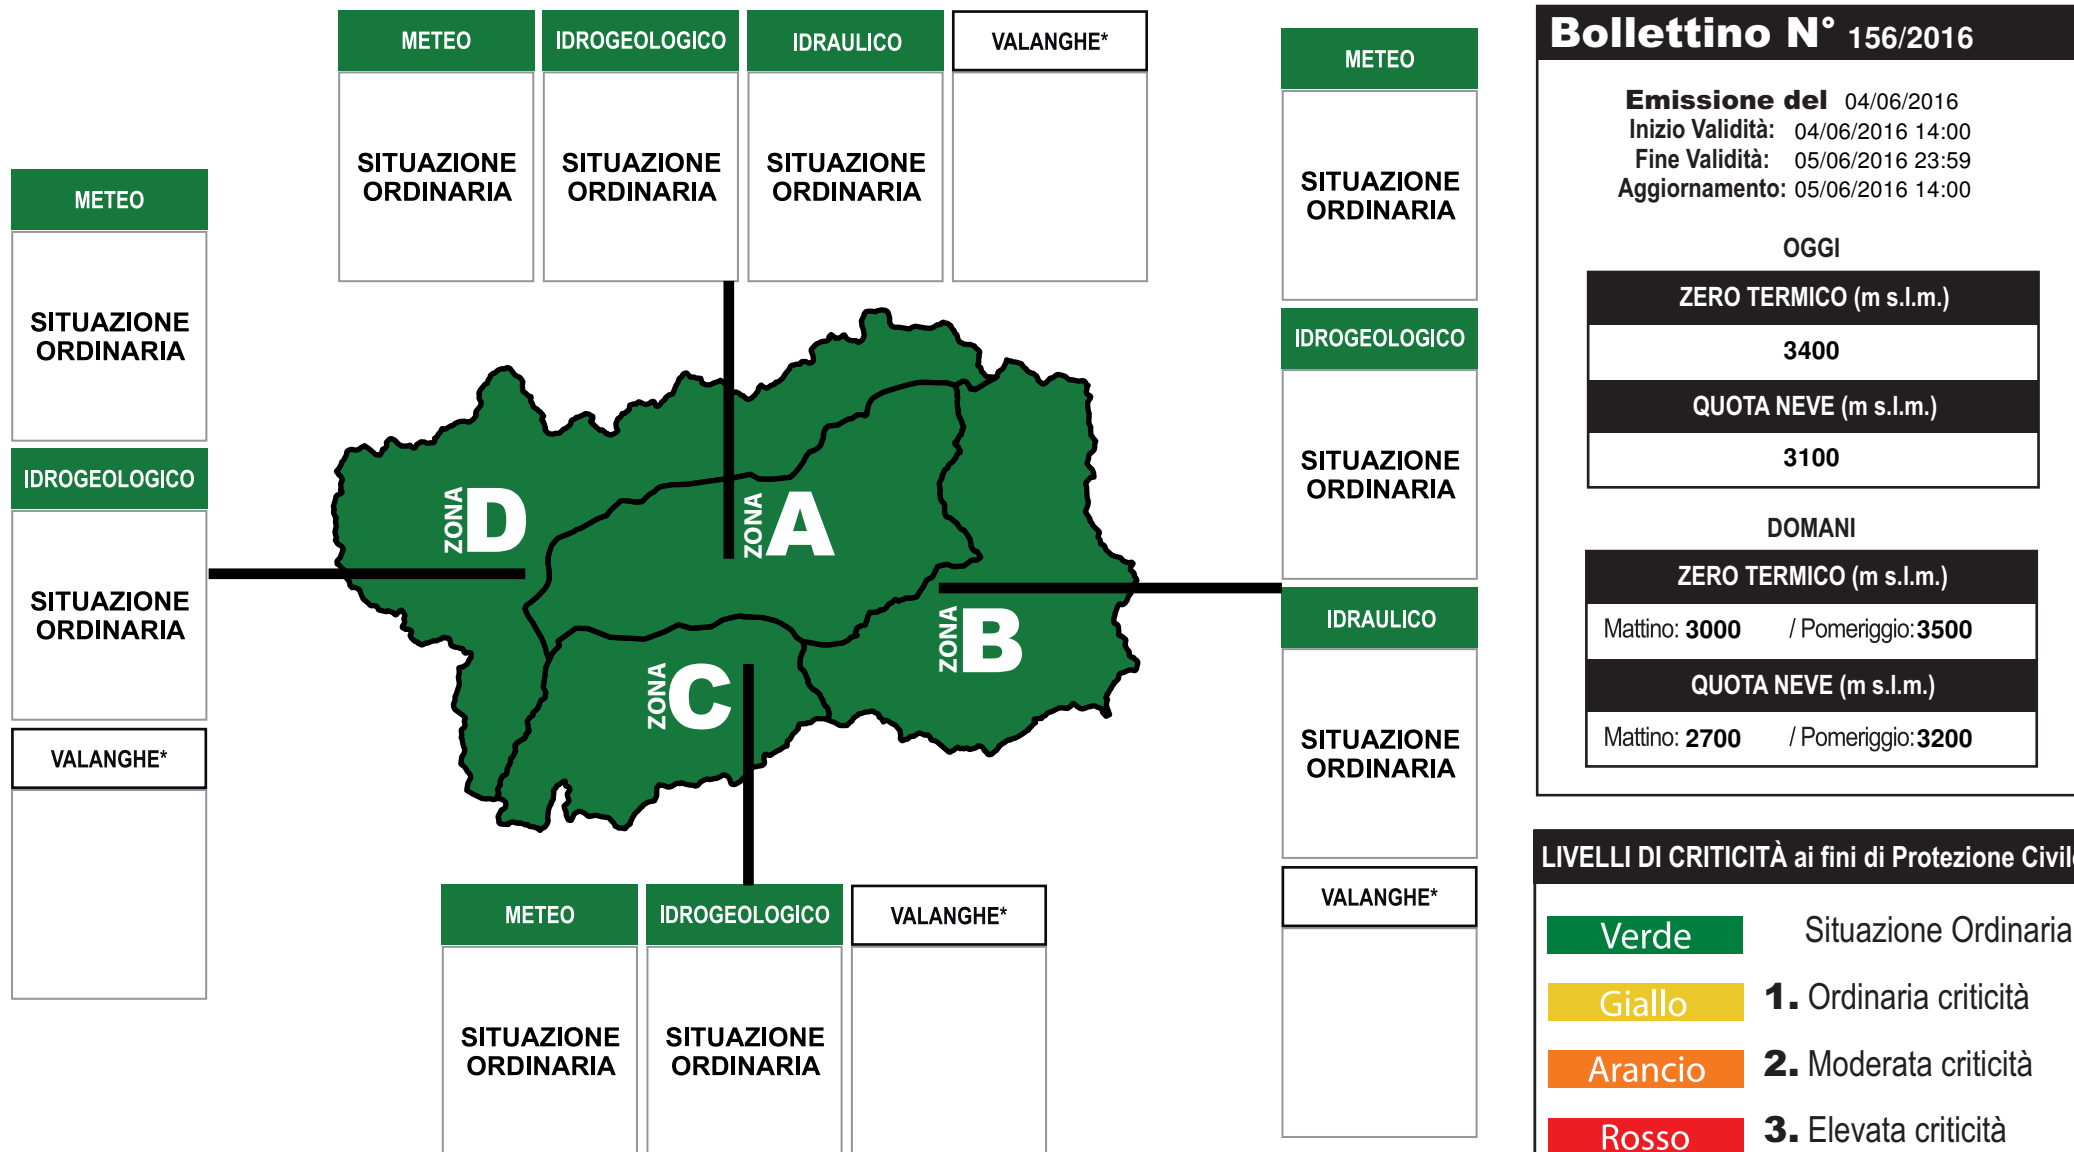 METEO IDROGEOLOGICO IDRAULICO VALANGHE*
SITUAZIONE ORDINARIA
SITUAZIONE ORDINARIA
SITUAZIONE ORDINARIA
METEO
SITUAZIONE
ORDINARIA
IDROGEOLOGICO
SITUAZIONE
ORDINARIA
VALANGHE*
ZONA D
ZONA A
ZONA B
ZONA C
METEO
SITUAZIONE
ORDINARIA
IDROGEOLOGICO
SITUAZIONE
ORDINARIA
IDRAULICO
SITUAZIONE
ORDINARIA
VALANGHE*
METEO IDROGEOLOGICO VALANGHE*
SITUAZIONE ORDINARIA
SITUAZIONE ORDINARIA
Bollettino N° 156/2016
Emissione del 04/06/2016
Inizio Validità: 04/06/2016 14:00
Fine Validità: 05/06/2016 23:59
Aggiornamento: 05/06/2016 14:00
OGGI
ZERO TERMICO (m s.l.m.)
3400
QUOTA NEVE (m s.l.m.)
3100
DOMANI
ZERO TERMICO (m s.l.m.)
Mattino: 3000 / Pomeriggio: 3500
QUOTA NEVE (m s.l.m.)
Mattino: 2700 / Pomeriggio: 3200
LIVELLI DI CRITICITÀ ai fini di Protezione Civile
Verde Situazione Ordinaria
Giallo 1. Ordinaria criticità
Arancio 2. Moderata criticità
Rosso 3. Elevata criticità